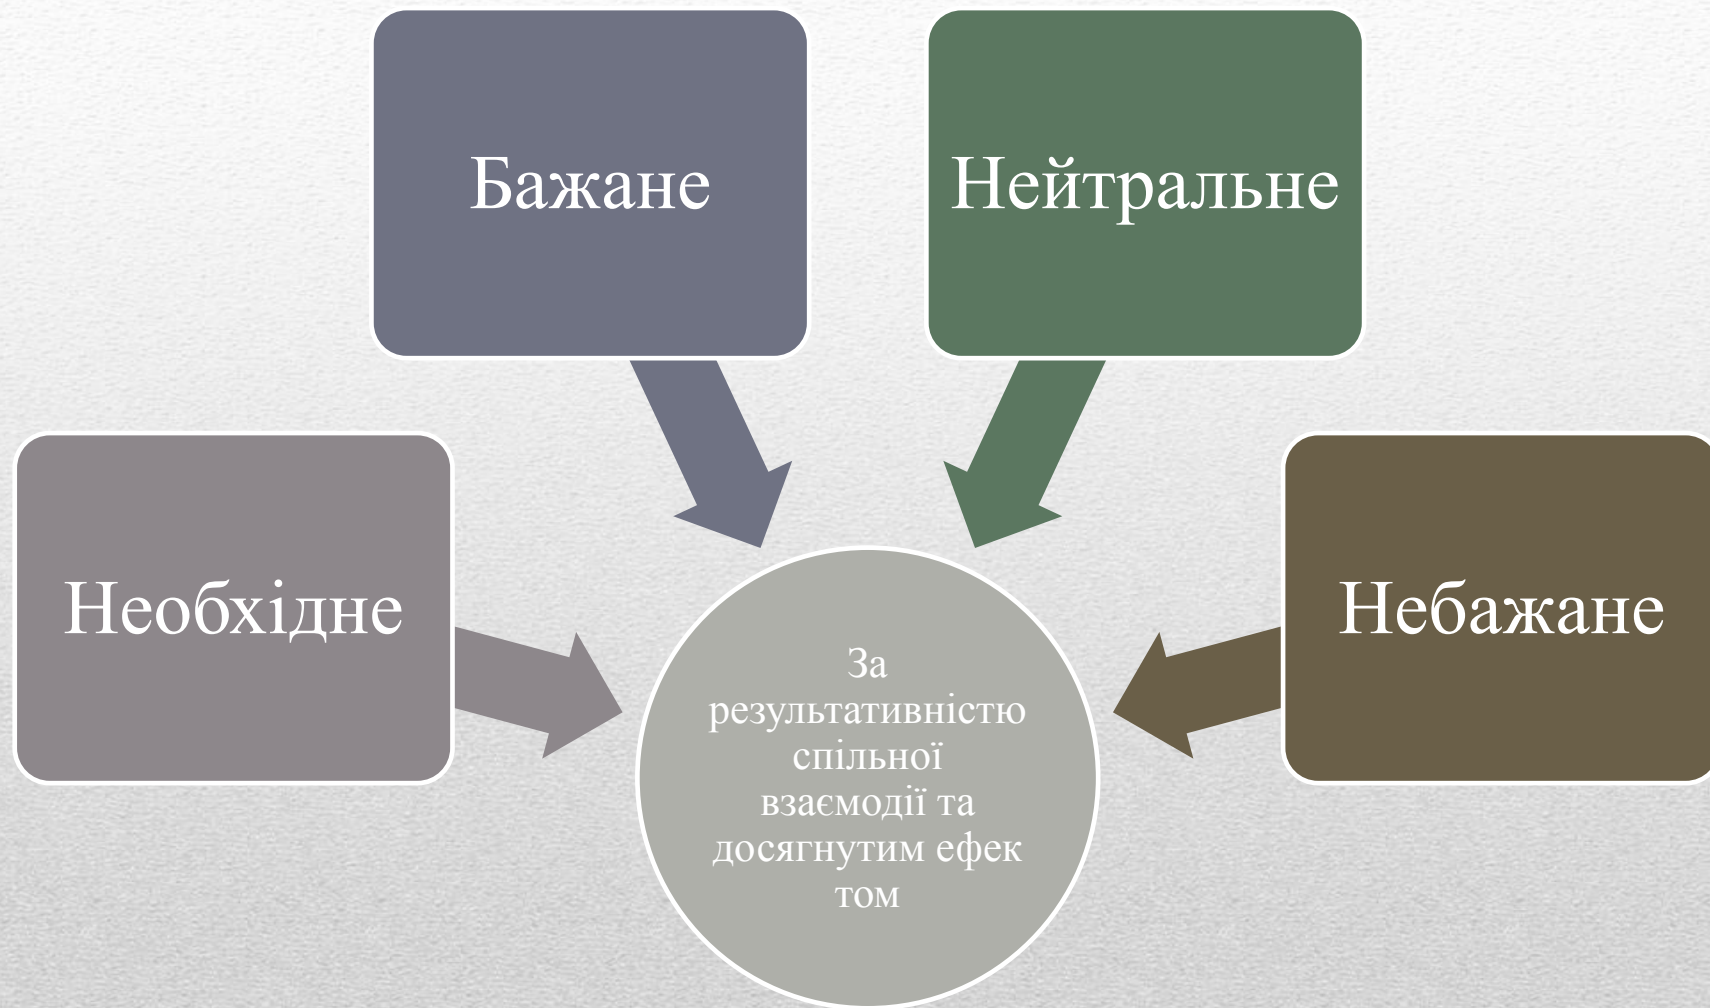 Бажане
Нейтральне
Необхідне
Небажане
За
результативністю
спільної
взаємодії та
досягнутим ефек
том